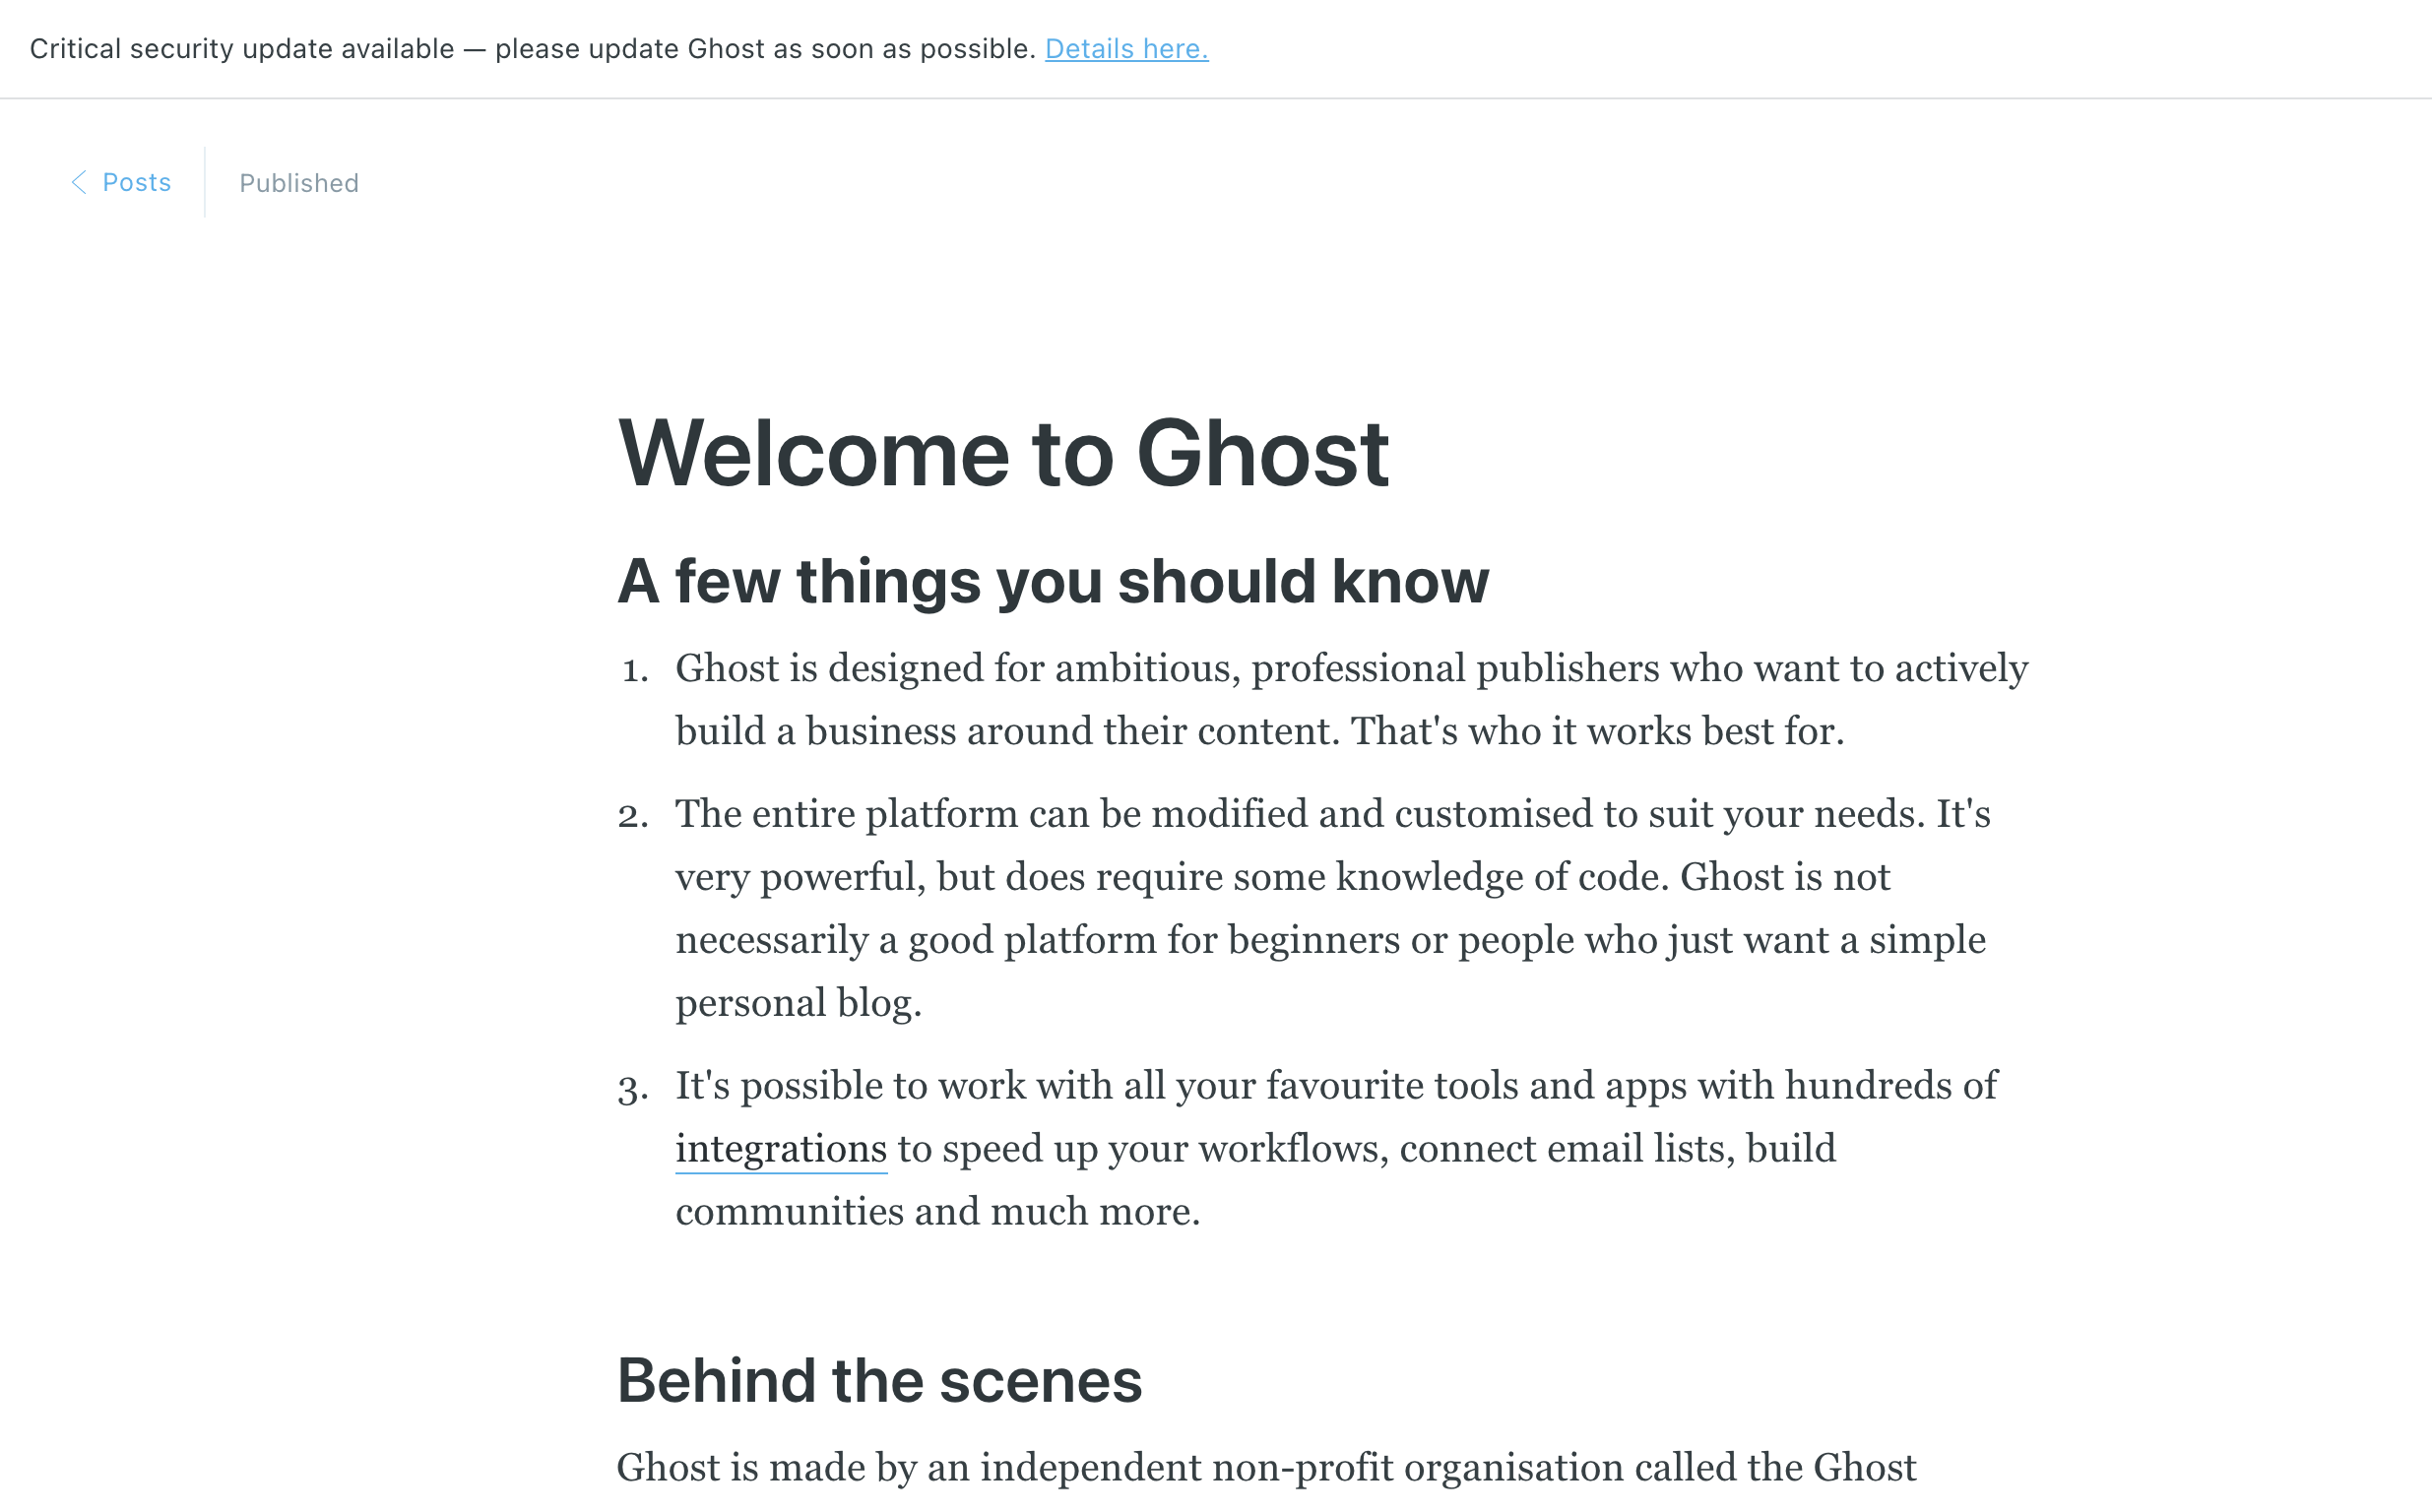 Critical security update available — please update Ghost as soon as possible. Details here.
Posts
Published
Welcome to Ghost
A few things you should know
1. Ghost is designed for ambitious, professional publishers who want to actively
build a business around their content. That's who it works best for.
2. The entire platform can be modified and customised to suit your needs. It's
very powerful, but does require some knowledge of code. Ghost is not
necessarily a good platform for beginners or people who just want a simple
personal blog.
3. It's possible to work with all your favourite tools and apps with hundreds of
integrations to speed up your workflows, connect email lists, build
communities and much more.
Behind the scenes
Ghost is made by an independent non-profit organisation called the Ghost